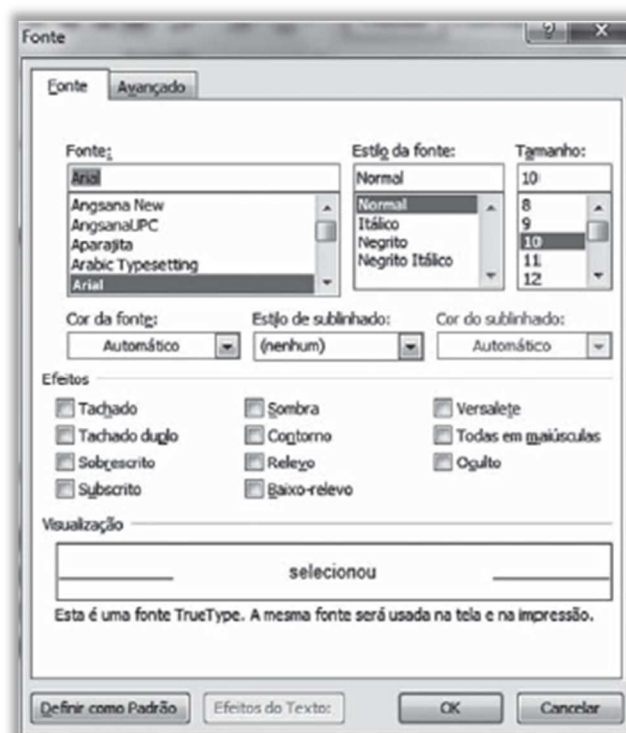 Fonte
Fonte Avançado
Fonte: Estilo da fonte: Tamanho:
Arial Normal 10
Angsana New Normal 8
AngsanaUPC Itálico 9
Aparajita Negrito 10
Arabic Typesetting Negrito Itálico 11
Arial 12
Cor da fonte: Estilo de sublinhado: Cor do sublinhado:
Automático (nenhum) Automático
Efeitos
Tachado Sombra Versalete
Tachado duplo Contorno Todas em maiúsculas
Sobrescrito Relevo Oculto
Subscrito Baixo-relevo
Visualização
selecionou
Esta é uma fonte TrueType. A mesma fonte será usada na tela e na impressão.
Definir como Padrão Efeitos do Texto: OK Cancelar